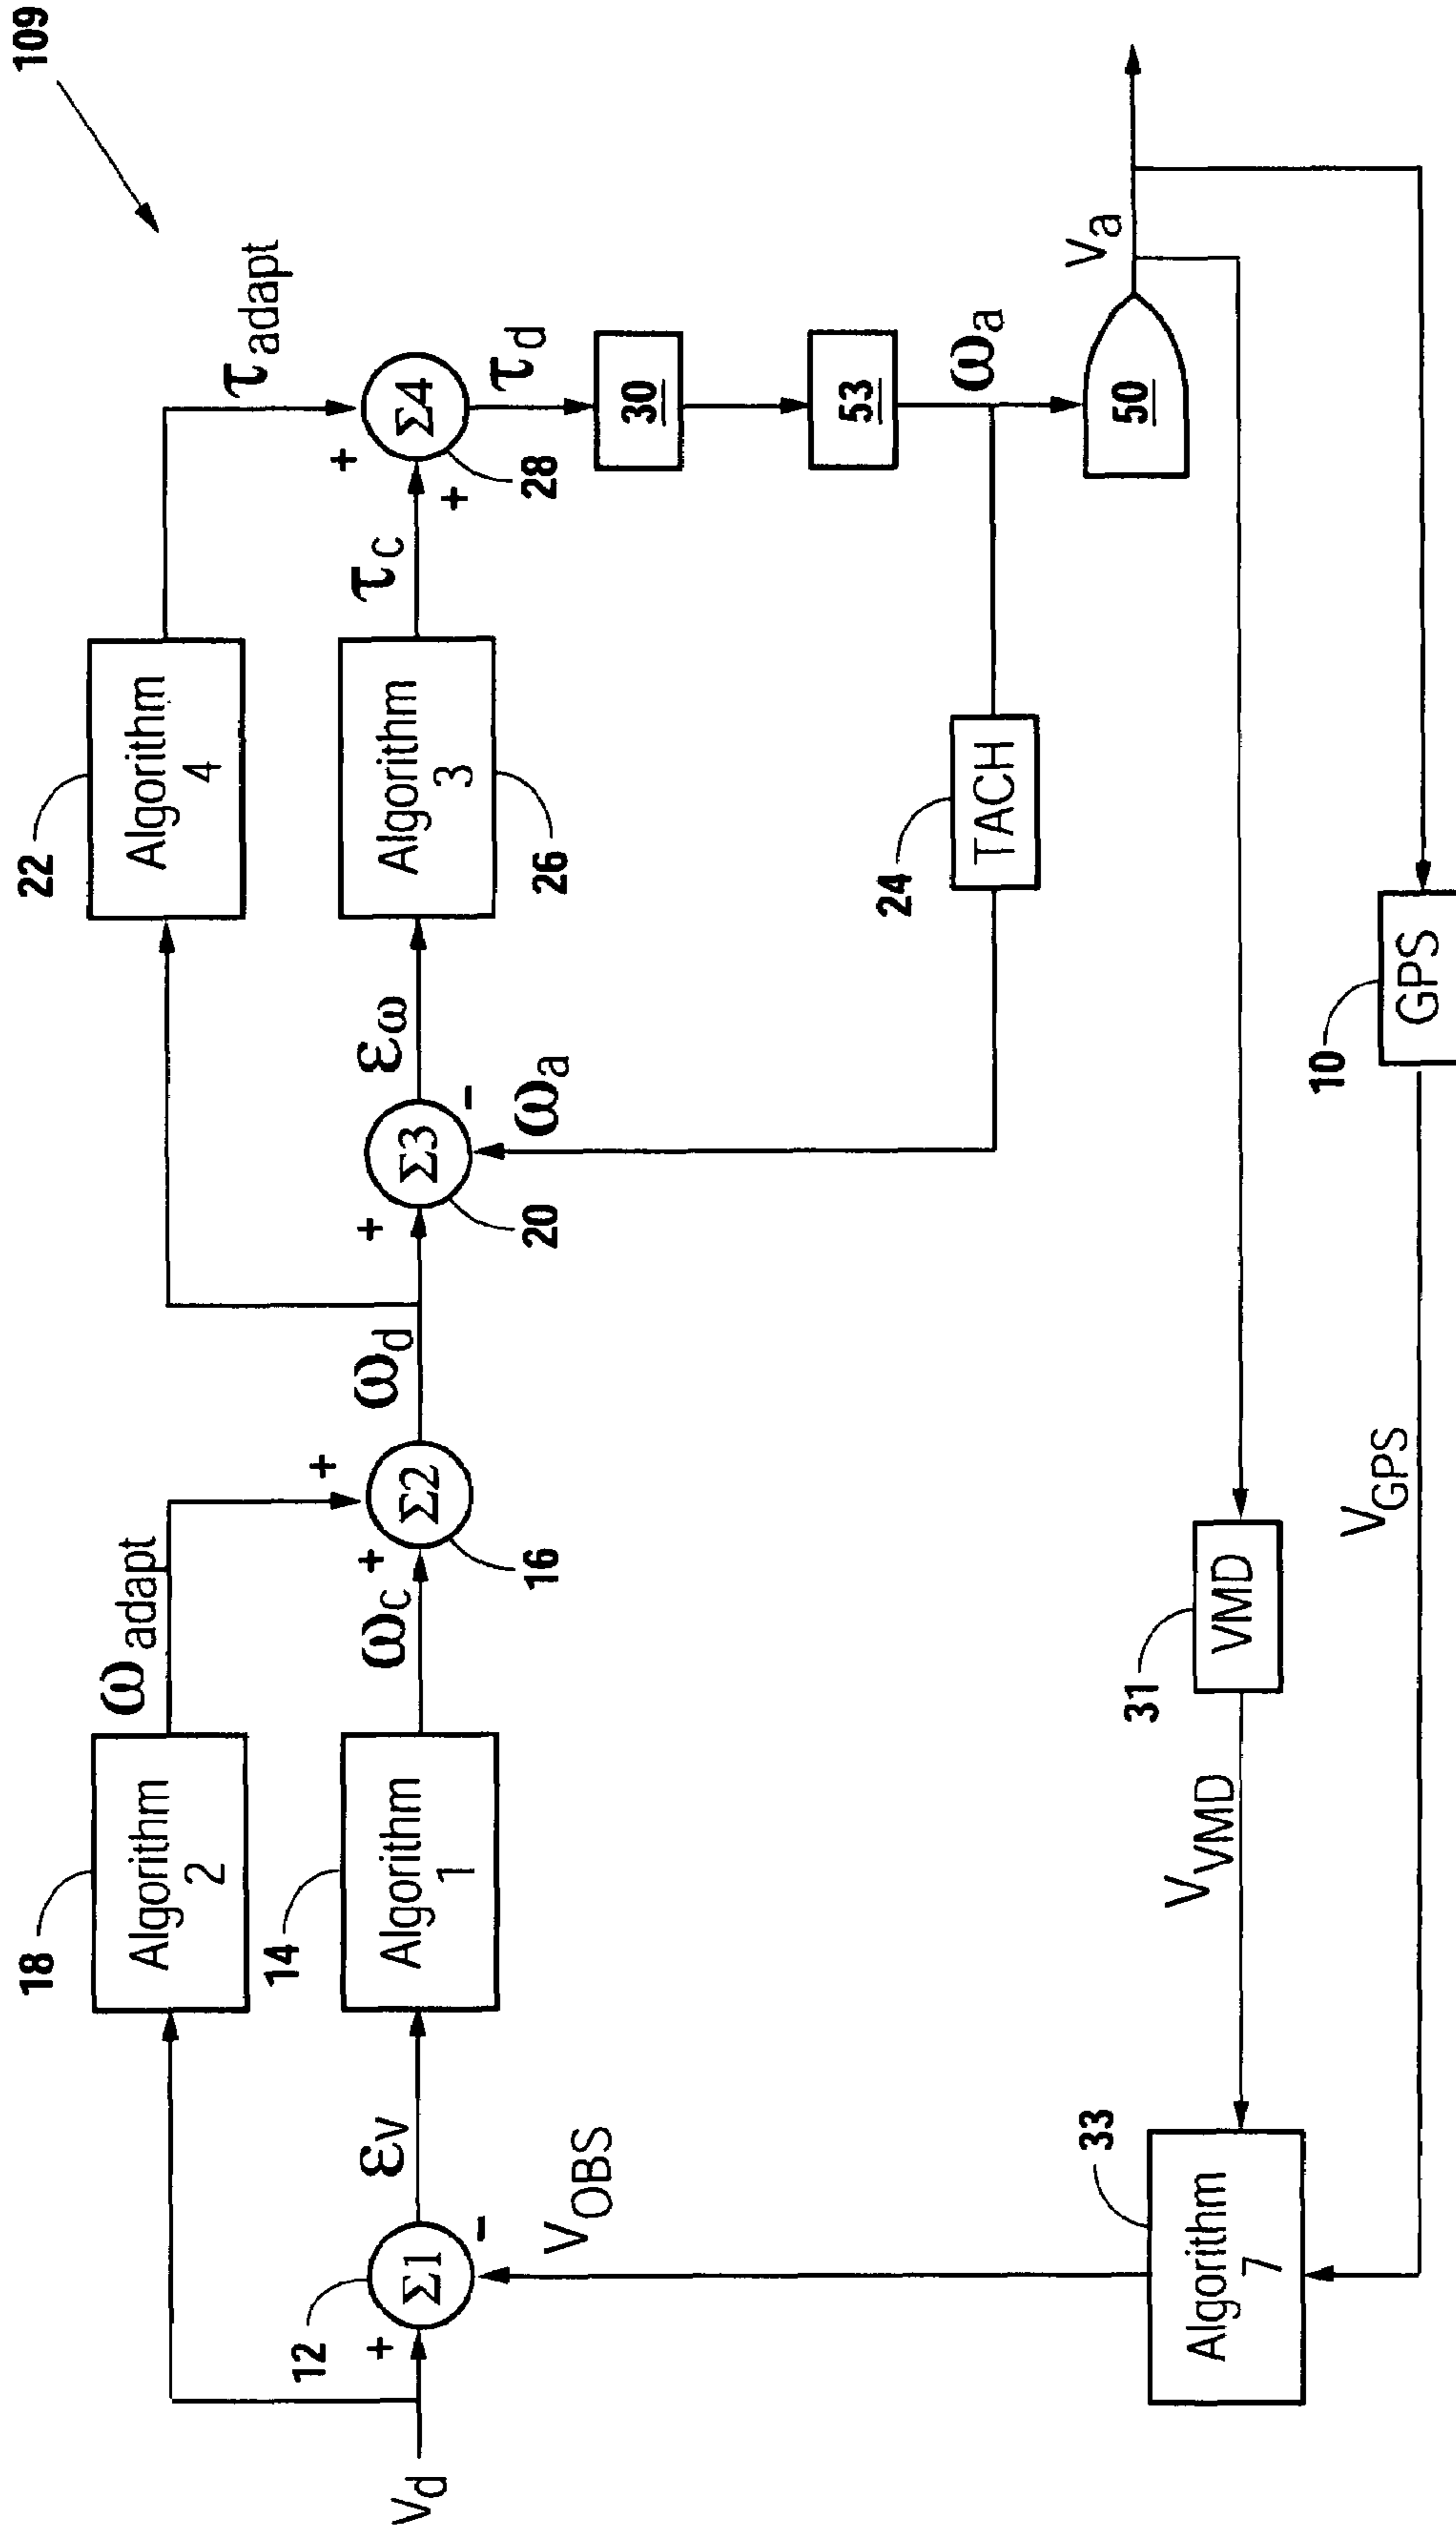 109
22
Algorithm
4
τadapt
18
Algorithm
2
ωadapt
+
+
Vd
+
12
Σ1
-
εV
14
Algorithm
1
ωC
+
Σ2
16
ωd
+
Σ3
20
-
εω
Algorithm
3
26
τC
+
Σ4
28
τd
30
53
ωa
50
Va
ωa
24
TACH
VOBS
33
Algorithm
7
VVMD
31
VMD
VGPS
10
GPS